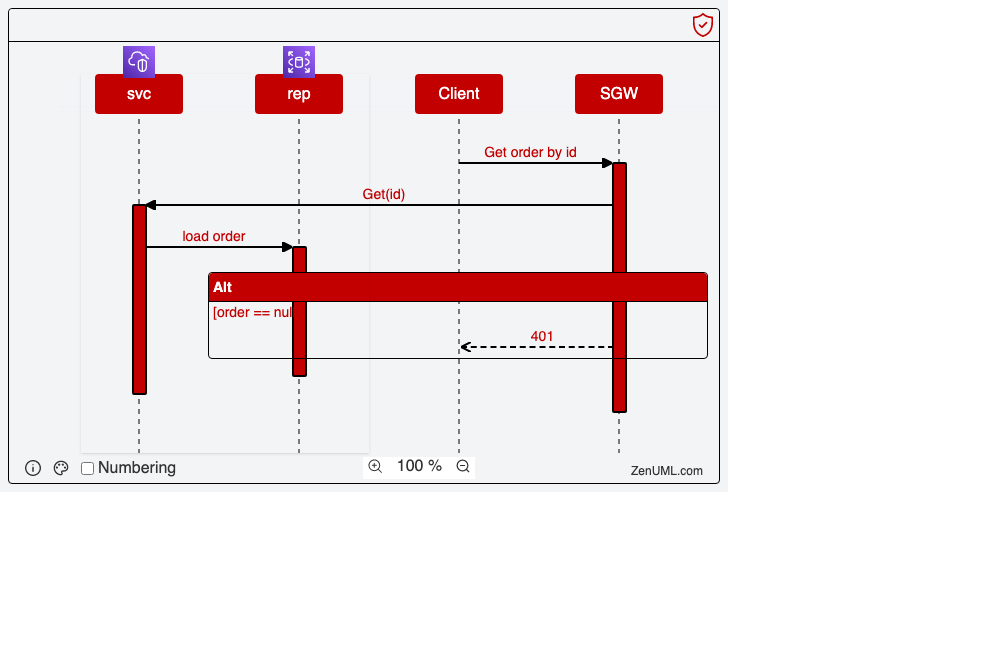 svc
rep
Client
SGW
Get order by id
Get(id)
load order
Alt
[order == nul
401
Numbering
100 %
ZenUML.com